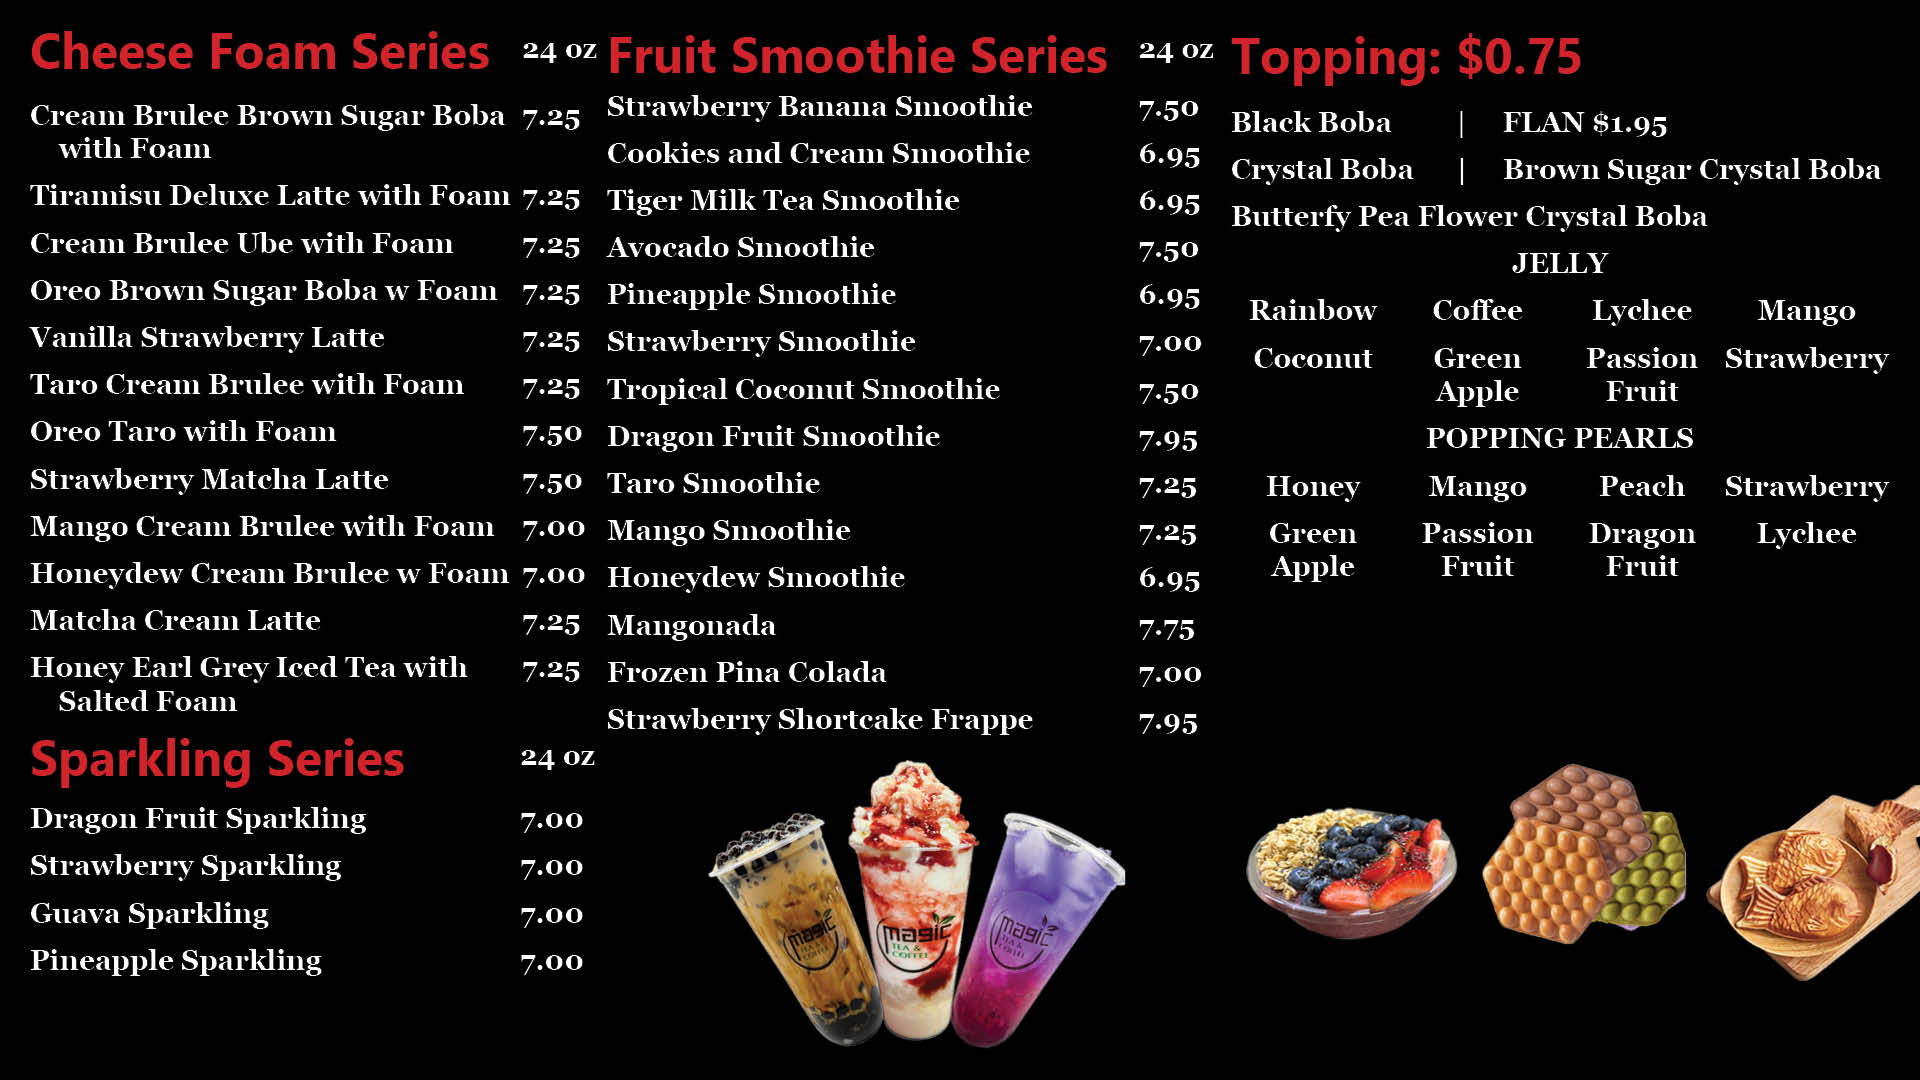 Cheese Foam Series 24 oz
Cream Brulee Brown Sugar Boba 7.25
with Foam
Tiramisu Deluxe Latte with Foam 7.25
Cream Brulee Ube with Foam 7.25
Oreo Brown Sugar Boba w Foam 7.25
Vanilla Strawberry Latte 7.25
Taro Cream Brulee with Foam 7.25
Oreo Taro with Foam 7.50
Strawberry Matcha Latte 7.50
Mango Cream Brulee with Foam 7.00
Honeydew Cream Brulee w Foam 7.00
Matcha Cream Latte 7.25
Honey Earl Grey Iced Tea with 7.25
Salted Foam
Sparkling Series 24 oz
Dragon Fruit Sparkling 7.00
Strawberry Sparkling 7.00
Guava Sparkling 7.00
Pineapple Sparkling 7.00
Fruit Smoothie Series 24 oz
Strawberry Banana Smoothie 7.50
Cookies and Cream Smoothie 6.95
Tiger Milk Tea Smoothie 6.95
Avocado Smoothie 7.50
Pineapple Smoothie 6.95
Strawberry Smoothie 7.00
Tropical Coconut Smoothie 7.50
Dragon Fruit Smoothie 7.95
Taro Smoothie 7.25
Mango Smoothie 7.25
Honeydew Smoothie 6.95
Mangonada 7.75
Frozen Pina Colada 7.00
Strawberry Shortcake Frappe 7.95
magic
TEA &
COFFEE
magic
TEA &
COFFEE
magic
TEA &
COFFEE
Topping: $0.75
Black Boba | FLAN $1.95
Crystal Boba | Brown Sugar Crystal Boba
Butterfy Pea Flower Crystal Boba
JELLY
Rainbow Coffee Lychee Mango
Coconut Green Passion Strawberry
Apple Fruit
POPPING PEARLS
Honey Mango Peach Strawberry
Green Passion Dragon Lychee
Apple Fruit Fruit